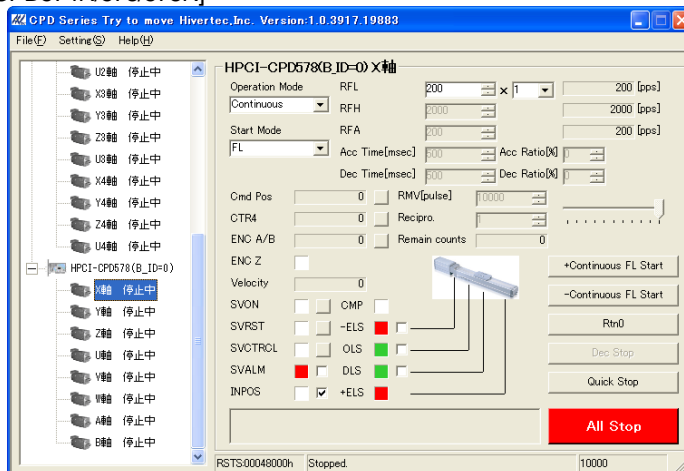 CPD Series Try to move Hivertec,Inc. Version:1.0.3917.19883
File(F) Setting(S) Help(H)
U2軸 停止中
X3軸 停止中
Y3軸 停止中
Z3軸 停止中
U3軸 停止中
X4軸 停止中
Y4軸 停止中
Z4軸 停止中
U4軸 停止中
HPCI-CPD578(B_ID=0)
X軸 停止中
Y軸 停止中
Z軸 停止中
U軸 停止中
V軸 停止中
W軸 停止中
A軸 停止中
B軸 停止中
HPCI-CPD578(B_ID=0) X軸
Operation Mode RFL 200 × 1 200 [pps]
Continuous RFH 2000 2000 [pps]
Start Mode RFA 200 200 [pps]
FL Acc Time[msec] 500 Acc Ratio[%] 0
Dec Time[msec] 500 Dec Ratio[%] 0
Cmd Pos 0 RMV[pulse] 10000
CTR4 0 Recipro. 1
ENC A/B 0 Remain counts 0
ENC Z
Velocity 0
SVON CMP
SVRST -ELS
SVCTRCL OLS
SVALM DLS
INPOS +ELS
+Continuous FL Start
-Continuous FL Start
Rtn0
Dec Stop
Quick Stop
All Stop
RSTS:00048000h Stopped. 10000